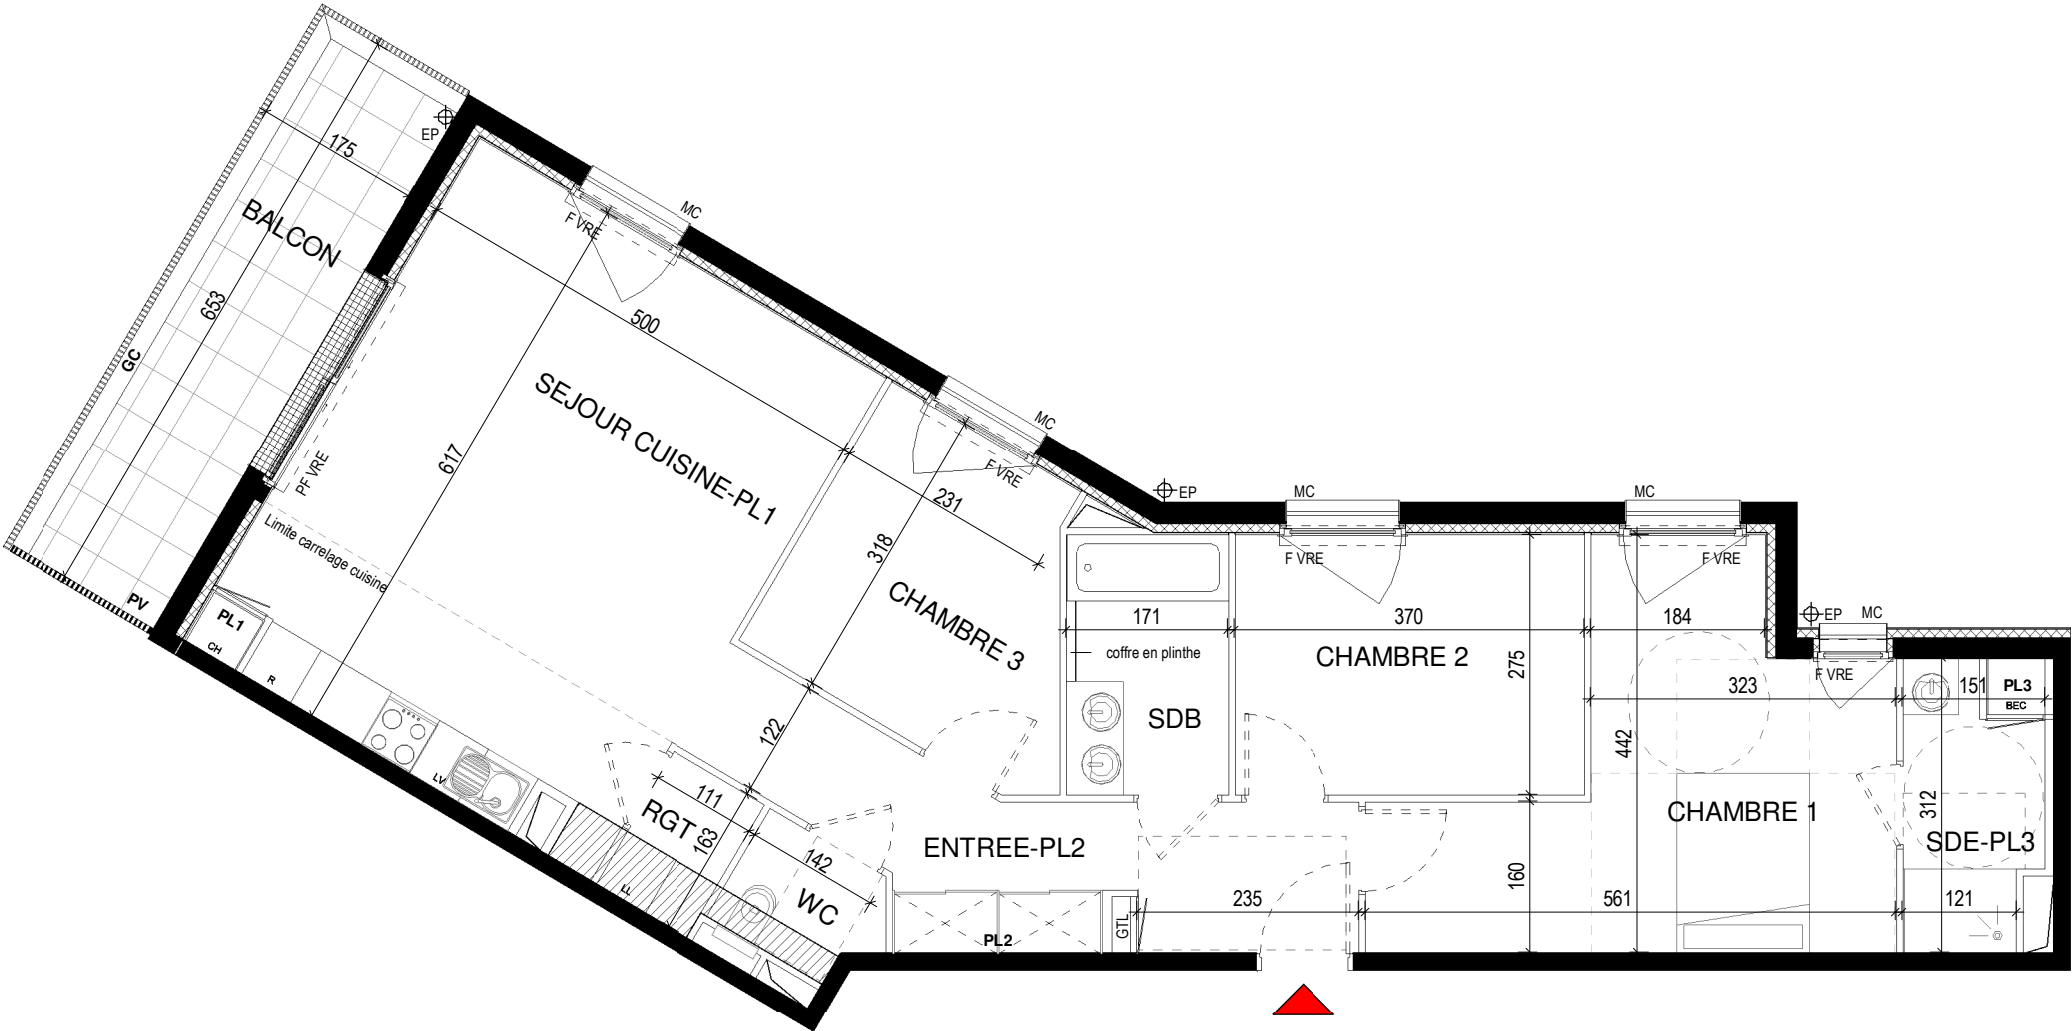 EP
175
BALCON
653
GC
PV
PF VRE
F VRE
MC
500
SEJOUR CUISINE-PL1
617
Limite carrelage cuisine
PL1
CH
R
LV
F VRE
MC
231
318
CHAMBRE 3
122
111
RGT
163
142
LL
WC
EP
171
coffre en plinthe
SDB
ENTREE-PL2
PL2
GTL
235
MC
F VRE
370
CHAMBRE 2
275
MC
F VRE
184
442
323
CHAMBRE 1
160
561
EP
MC
F VRE
151
PL3
BEC
312
SDE-PL3
121